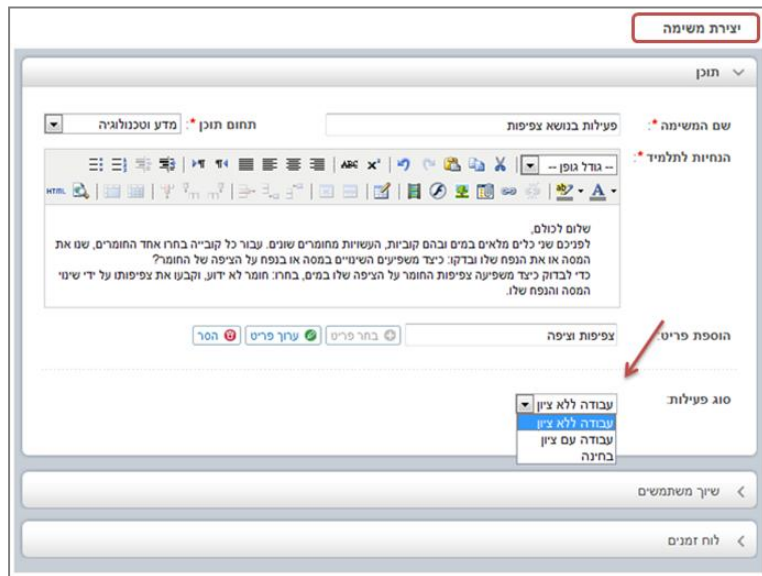 יצירת משימה
תוכן
שם המשימה*: פעילות בנושא צפיפות תחום תוכן*: מדע וטכנולוגיה
הנחיות לתלמיד*: -- גודל גופן -- ABC x²
HTML A
שלום לכולם,
לפניכם שני כלים מלאים במים ובהם קוביות, העשויות מחומרים שונים. עבור כל קובייה בחרו אחד החומרים, שנו את
המסה או את הנפח שלו ובדקו: כיצד משפיעים השינויים במסה או בנפח על הציפה של החומר?
כדי לבדוק כיצד משפיעה צפיפות החומר על הציפה שלו במים, בחרו: חומר לא ידוע, וקבעו את צפיפותו על ידי שינוי
המסה והנפח שלו.
הוספת פריט: צפיפות וציפה בחר פריט ערוך פריט הסר
סוג פעילות: עבודה ללא ציון
עבודה ללא ציון
עבודה עם ציון
בחינה
שיוך משתמשים
לוח זמנים